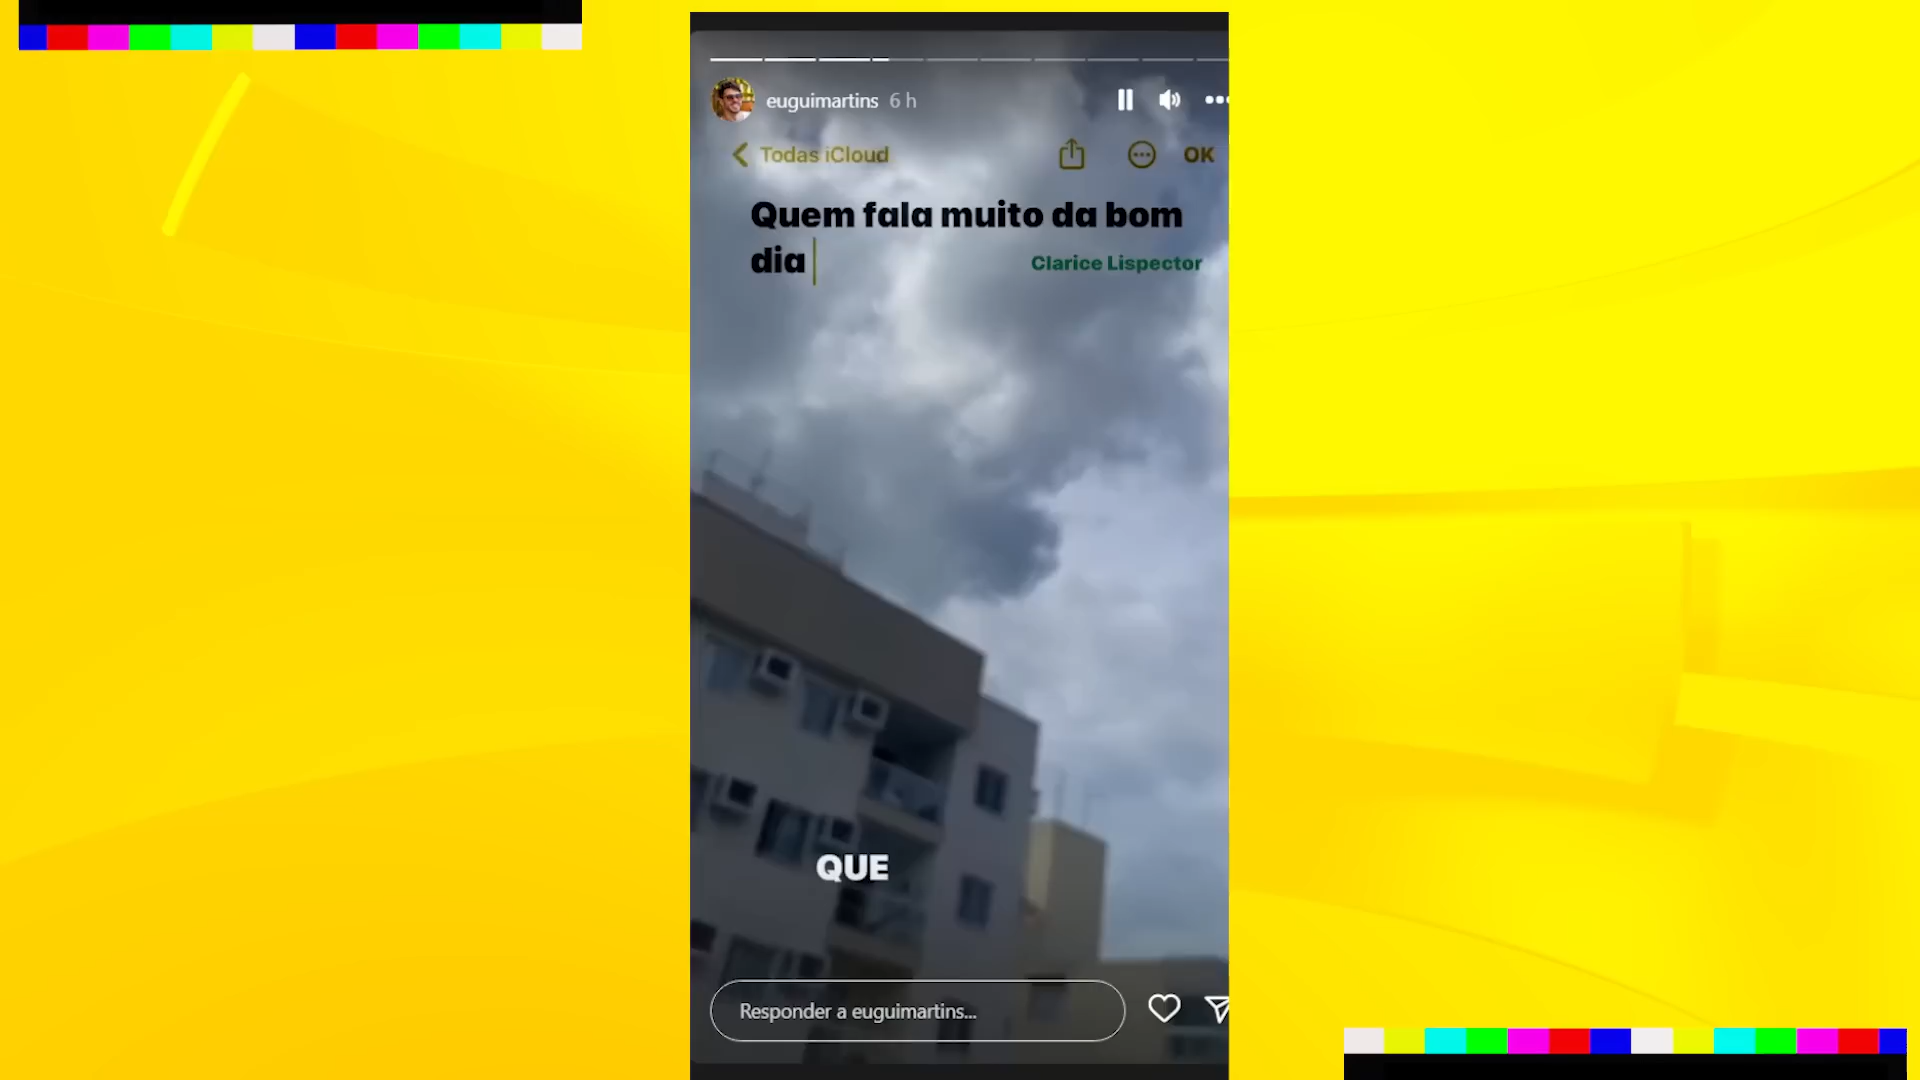 euguimartins 6 h
Todas iCloud
OK
Quem fala muito da bom
dia
Clarice Lispector
QUE
Responder a euguimartins...